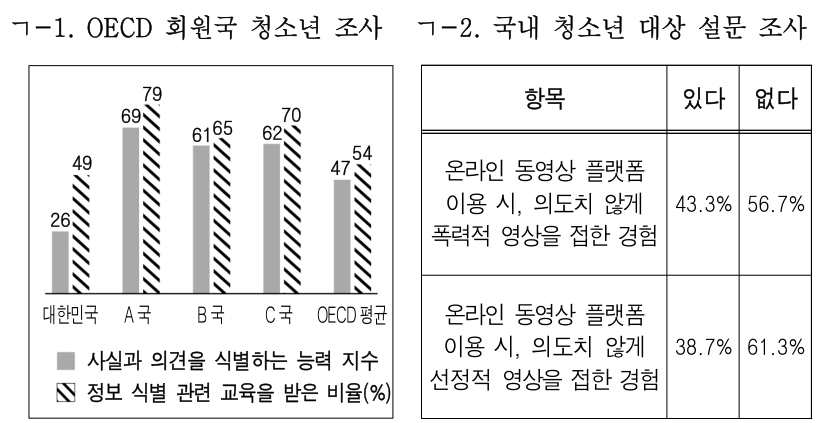 ㄱ-1. OECD 회원국 청소년 조사
26 49
69 79
61 65
62 70
47 54
대한민국 A국 B국 C국 OECD 평균
사실과 의견을 식별하는 능력 지수
정보 식별 관련 교육을 받은 비율(%)
ㄱ-2. 국내 청소년 대상 설문 조사
항목 있다 없다
온라인 동영상 플랫폼
이용 시, 의도치 않게
폭력적 영상을 접한 경험
43.3% 56.7%
온라인 동영상 플랫폼
이용 시, 의도치 않게
선정적 영상을 접한 경험
38.7% 61.3%